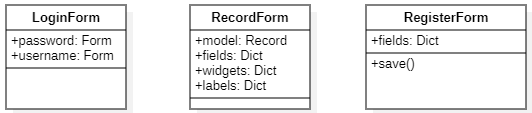 LoginForm
+password: Form
+username: Form
RecordForm
+model: Record
+fields: Dict
+widgets: Dict
+labels: Dict
RegisterForm
+fields: Dict
+save()